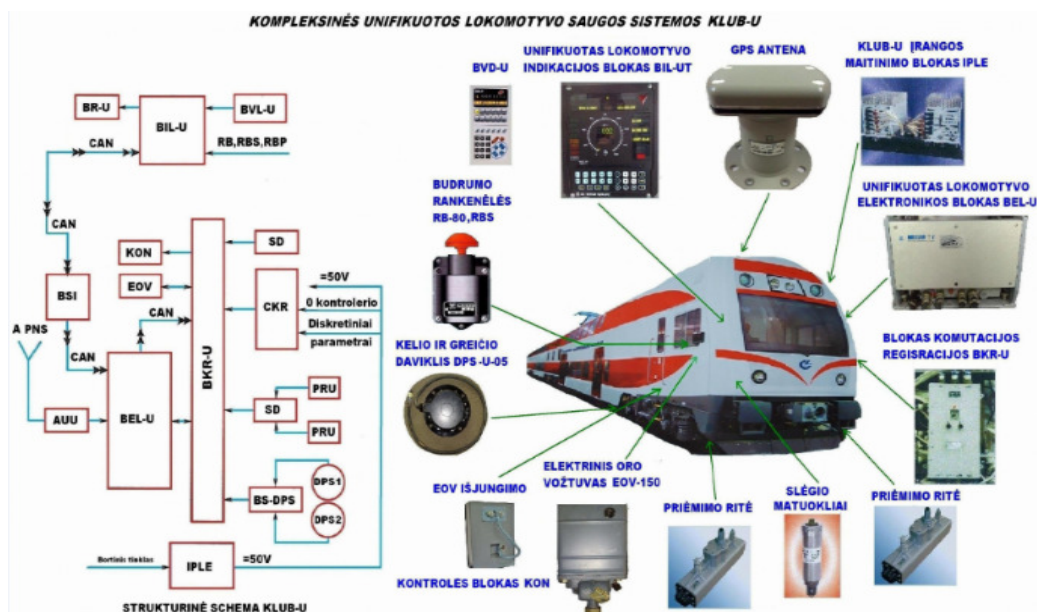 KOMPLEKSINĖS UNIFIKUOTOS LOKOMOTYVO SAUGOS SISTEMOS KLUB-U
BR-U
BIL-U
BVL-U
CAN
RB,RBS,RBP
CAN
KON
SD
BSI
EOV
CKR
=50V
0 kontrolerio
Diskretiniai
parametrai
CAN
A PNS
CAN
BKR-U
BEL-U
AUU
PRU
SD
PRU
BS-DPS
DPS1
DPS2
Bortinis tinklas
IPLE
=50V
STRUKTURINĖ SCHEMA KLUB-U
BVD-U
UNIFIKUOTAS LOKOMOTYVO
INDIKACIJOS BLOKAS BIL-UT
GPS ANTENA
KLUB-U ĮRANGOS
MAITINIMO BLOKAS IPLE
BUDRUMO
RANKENĖLĖS
RB-80,RBS
UNIFIKUOTAS LOKOMOTYVO
ELEKTRONIKOS BLOKAS BEL-U
KELIO IR GREIČIO
DAVIKLIS DPS -U-05
BLOKAS KOMUTACIJOS
REGISRACIJOS BKR-U
EOV IŠJUNGIMO
KONTROLES BLOKAS KON
ELEKTRINIS ORO
VOŽTUVAS EOV-150
PRIĖMIMO RITĖ
SLĖGIO
MATUOKLIAI
PRIĖMIMO RITĖ